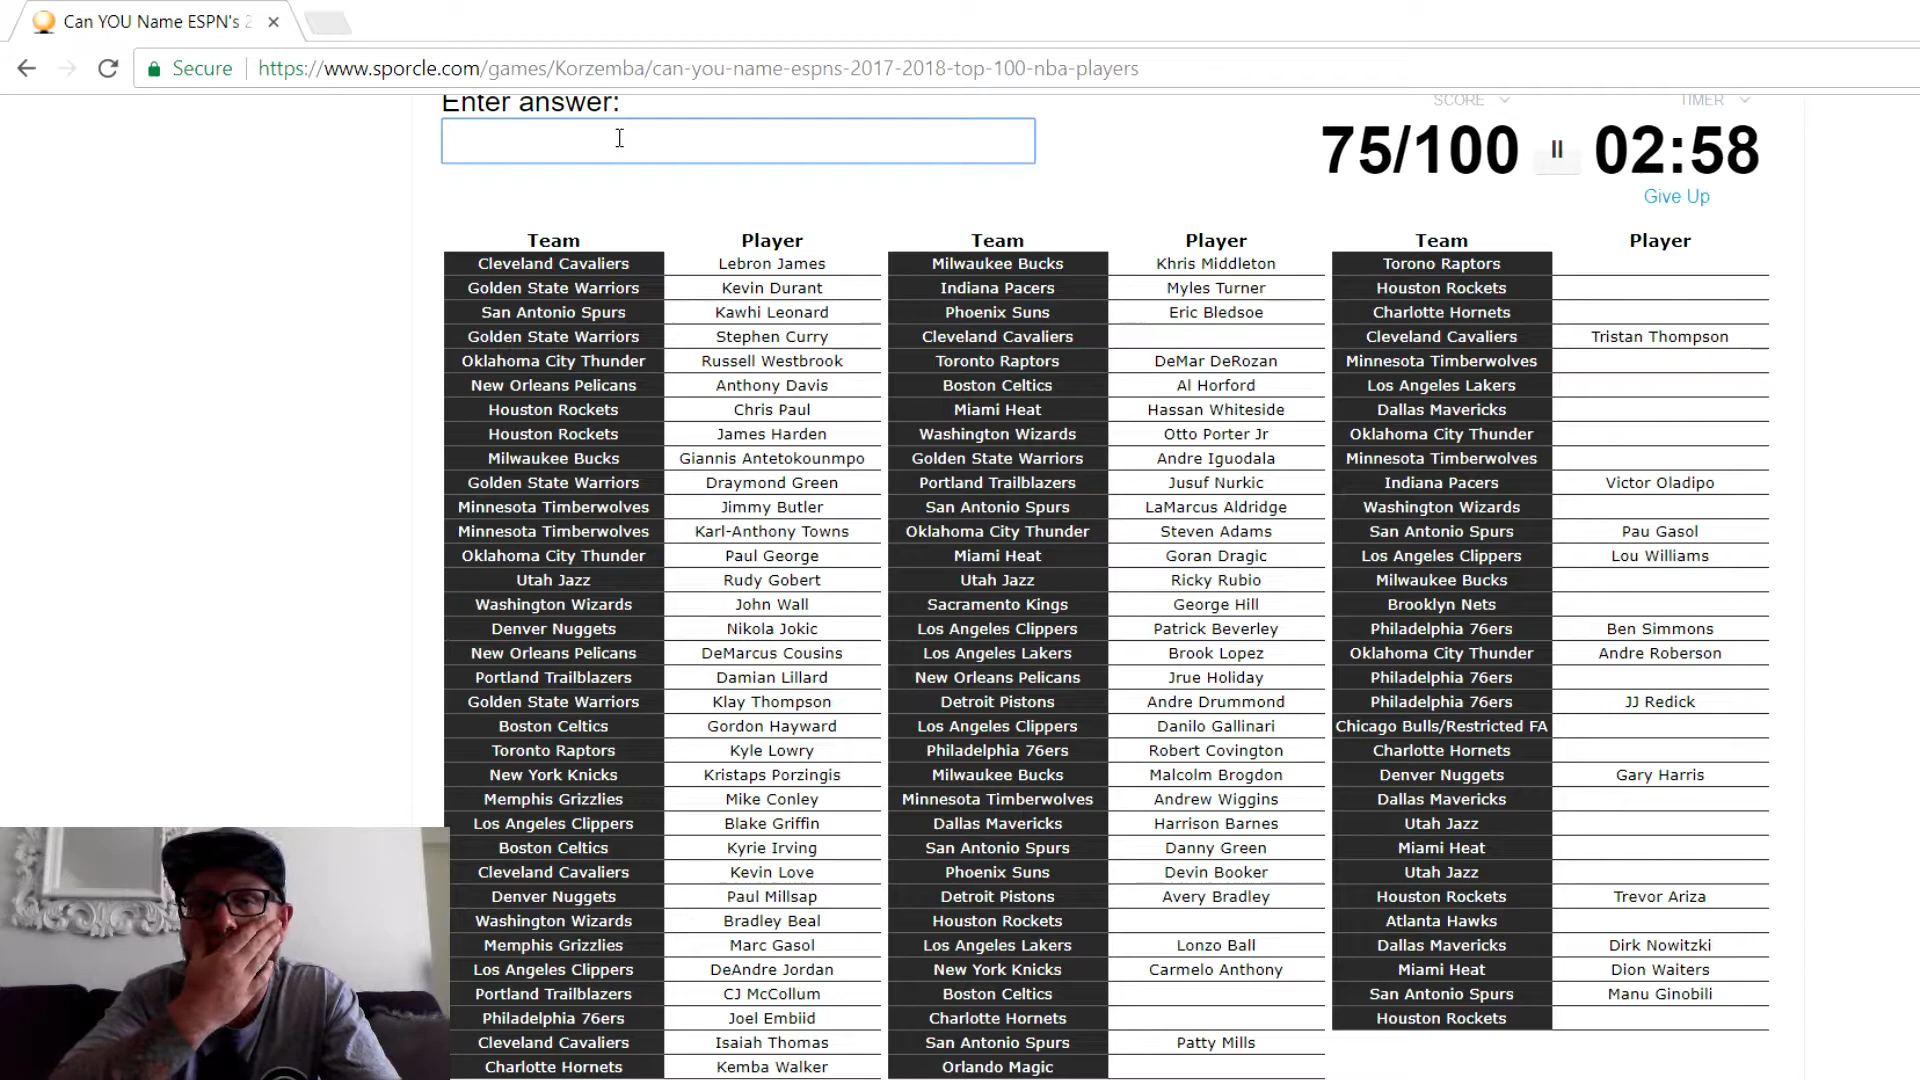 Can YOU Name ESPN's 2
Secure https://www.sporcle.com/games/Korzemba/can-you-name-espns-2017-2018-top-100-nba-players
Enter answer:
SCORE TIMER
75/100 02:58
Give Up
Team Player Team Player Team Player
Cleveland Cavaliers Lebron James Milwaukee Bucks Khris Middleton Torono Raptors
Golden State Warriors Kevin Durant Indiana Pacers Myles Turner Houston Rockets
San Antonio Spurs Kawhi Leonard Phoenix Suns Eric Bledsoe Charlotte Hornets
Golden State Warriors Stephen Curry Cleveland Cavaliers Cleveland Cavaliers Tristan Thompson
Oklahoma City Thunder Russell Westbrook Toronto Raptors DeMar DeRozan Minnesota Timberwolves
New Orleans Pelicans Anthony Davis Boston Celtics Al Horford Los Angeles Lakers
Houston Rockets Chris Paul Miami Heat Hassan Whiteside Dallas Mavericks
Houston Rockets James Harden Washington Wizards Otto Porter Jr Oklahoma City Thunder
Milwaukee Bucks Giannis Antetokounmpo Golden State Warriors Andre Iguodala Minnesota Timberwolves
Golden State Warriors Draymond Green Portland Trailblazers Jusuf Nurkic Indiana Pacers Victor Oladipo
Minnesota Timberwolves Jimmy Butler San Antonio Spurs LaMarcus Aldridge Washington Wizards
Minnesota Timberwolves Karl-Anthony Towns Oklahoma City Thunder Steven Adams San Antonio Spurs Pau Gasol
Oklahoma City Thunder Paul George Miami Heat Goran Dragic Los Angeles Clippers Lou Williams
Utah Jazz Rudy Gobert Utah Jazz Ricky Rubio Milwaukee Bucks
Washington Wizards John Wall Sacramento Kings George Hill Brooklyn Nets
Denver Nuggets Nikola Jokic Los Angeles Clippers Patrick Beverley Philadelphia 76ers Ben Simmons
New Orleans Pelicans DeMarcus Cousins Los Angeles Lakers Brook Lopez Oklahoma City Thunder Andre Roberson
Portland Trailblazers Damian Lillard New Orleans Pelicans Jrue Holiday Philadelphia 76ers
Golden State Warriors Klay Thompson Detroit Pistons Andre Drummond Philadelphia 76ers JJ Redick
Boston Celtics Gordon Hayward Los Angeles Clippers Danilo Gallinari Chicago Bulls/Restricted FA
Toronto Raptors Kyle Lowry Philadelphia 76ers Robert Covington Charlotte Hornets
New York Knicks Kristaps Porzingis Milwaukee Bucks Malcolm Brogdon Denver Nuggets Gary Harris
Memphis Grizzlies Mike Conley Minnesota Timberwolves Andrew Wiggins Dallas Mavericks
Los Angeles Clippers Blake Griffin Dallas Mavericks Harrison Barnes Utah Jazz
Boston Celtics Kyrie Irving San Antonio Spurs Danny Green Miami Heat
Cleveland Cavaliers Kevin Love Phoenix Suns Devin Booker Utah Jazz
Denver Nuggets Paul Millsap Detroit Pistons Avery Bradley Houston Rockets Trevor Ariza
Washington Wizards Bradley Beal Houston Rockets Atlanta Hawks
Memphis Grizzlies Marc Gasol Los Angeles Lakers Lonzo Ball Dallas Mavericks Dirk Nowitzki
Los Angeles Clippers DeAndre Jordan New York Knicks Carmelo Anthony Miami Heat Dion Waiters
Portland Trailblazers CJ McCollum Boston Celtics San Antonio Spurs Manu Ginobili
Philadelphia 76ers Joel Embiid Charlotte Hornets Houston Rockets
Cleveland Cavaliers Isaiah Thomas San Antonio Spurs Patty Mills
Charlotte Hornets Kemba Walker Orlando Magic